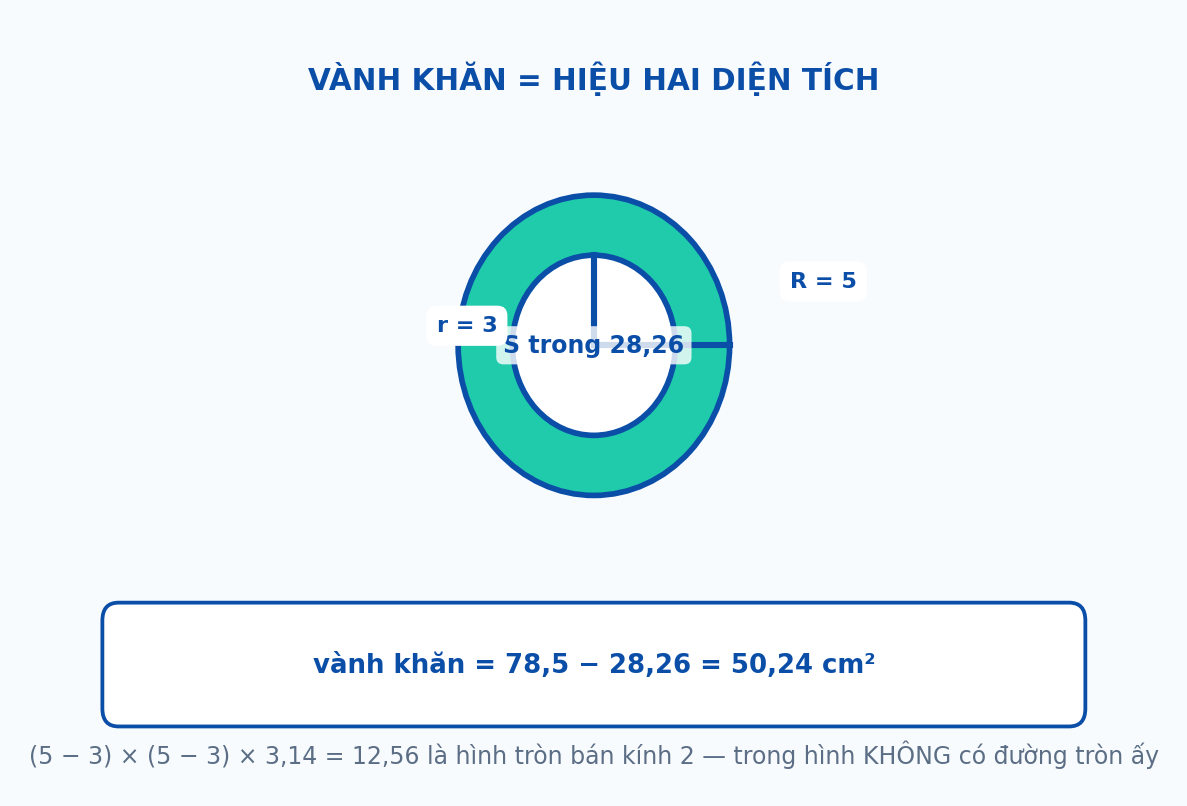 VÀNH KHĂN = HIỆU HAI DIỆN TÍCH
R = 5
r = 3
S trong 28,26
vành khăn = 78,5 − 28,26 = 50,24 cm²
(5 − 3) × (5 − 3) × 3,14 = 12,56 là hình tròn bán kính 2 — trong hình KHÔNG có đường tròn ấy